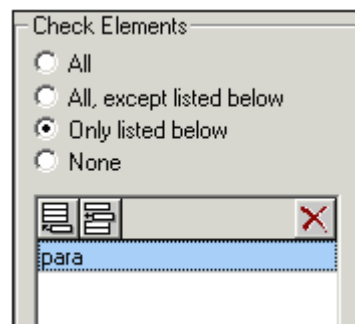 Check Elements
All
All, except listed below
Only listed below
None
para